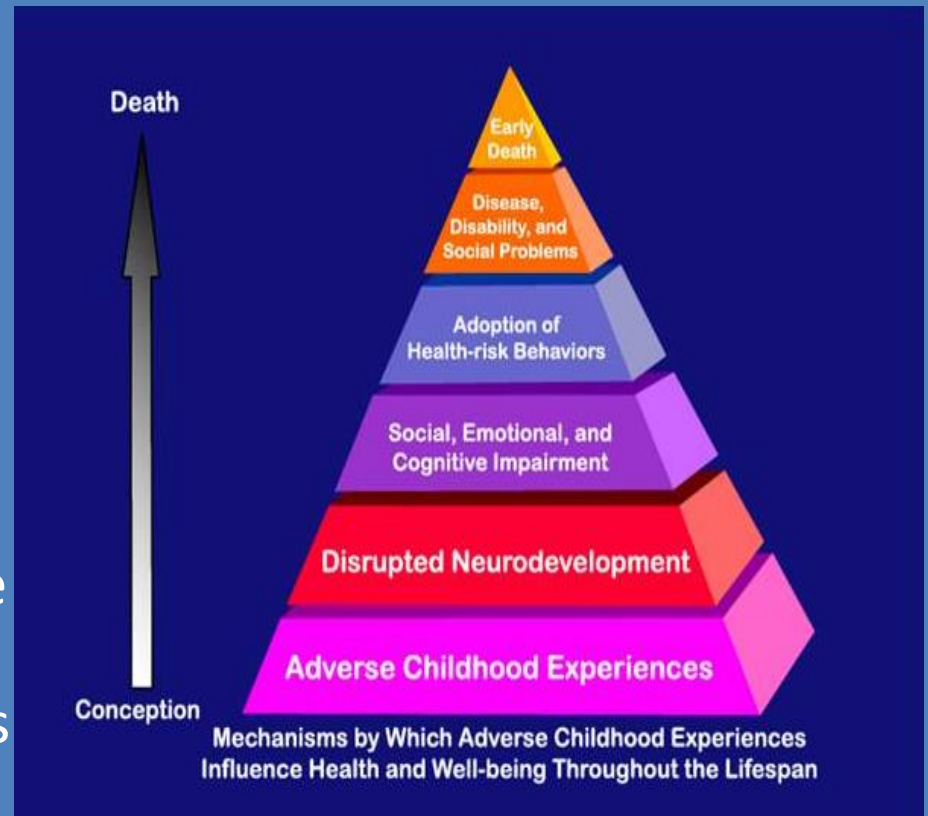 Death
Early
Death
Disease,
Disability, and
Social Problems
Adoption of
Health-risk Behaviors
Social, Emotional, and
Cognitive Impairment
Disrupted Neurodevelopment
Adverse Childhood Experiences
Conception
Mechanisms by Which Adverse Childhood Experiences
Influence Health and Well-being Throughout the Lifespan
e
s